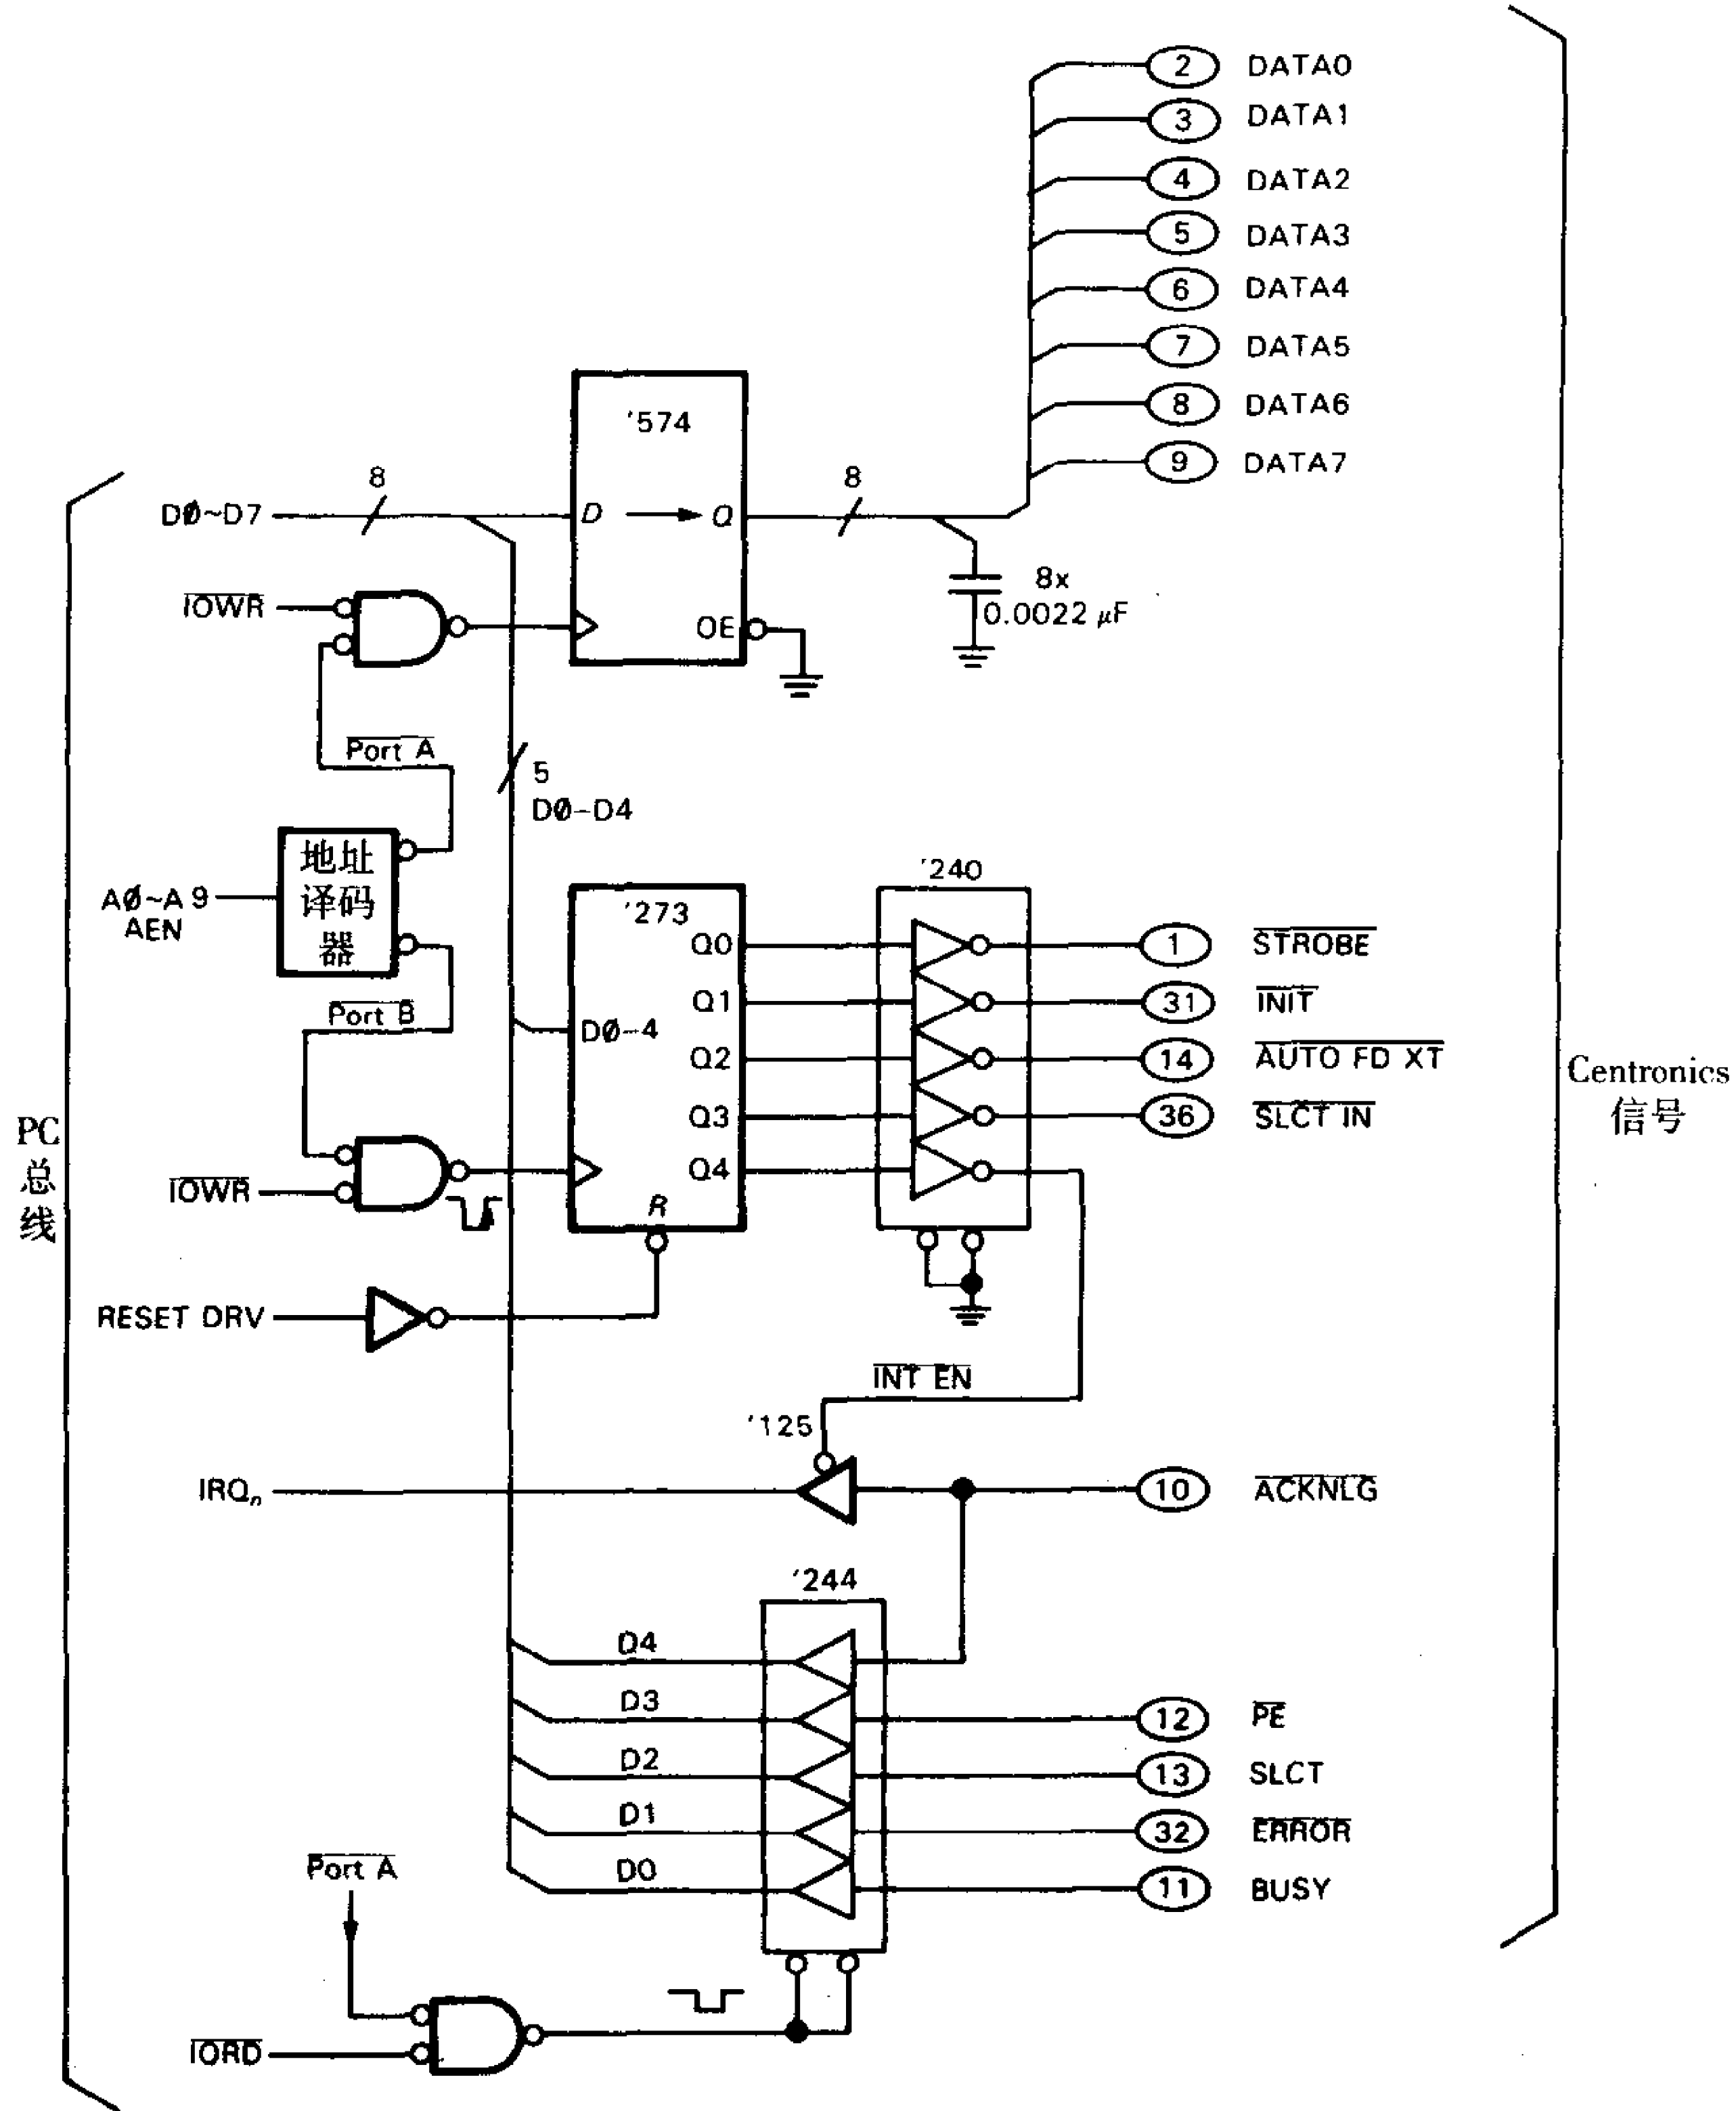 2 DATA0
3 DATA1
4 DATA2
5 DATA3
6 DATA4
7 DATA5
8 DATA6
9 DATA7
'574
8
8
DØ~D7
D
Q
8x
0.0022 μF
IOWR
OE
Port A
5
DØ-D4
地址
译码
器
AØ~A9
AEN
'240
'273
Q0
1 STROBE
Q1
31 INIT
Port B
DØ-4
Q2
14 AUTO FD XT
Q3
36 SLCT IN
Q4
IOWR
R
Centronics
信号
PC
总
线
RESET DRV
INT EN
'125
IRQn
10 ACKNLG
'244
D4
D3
12 PE
D2
13 SLCT
D1
32 ERROR
D0
11 BUSY
Port A
IORD